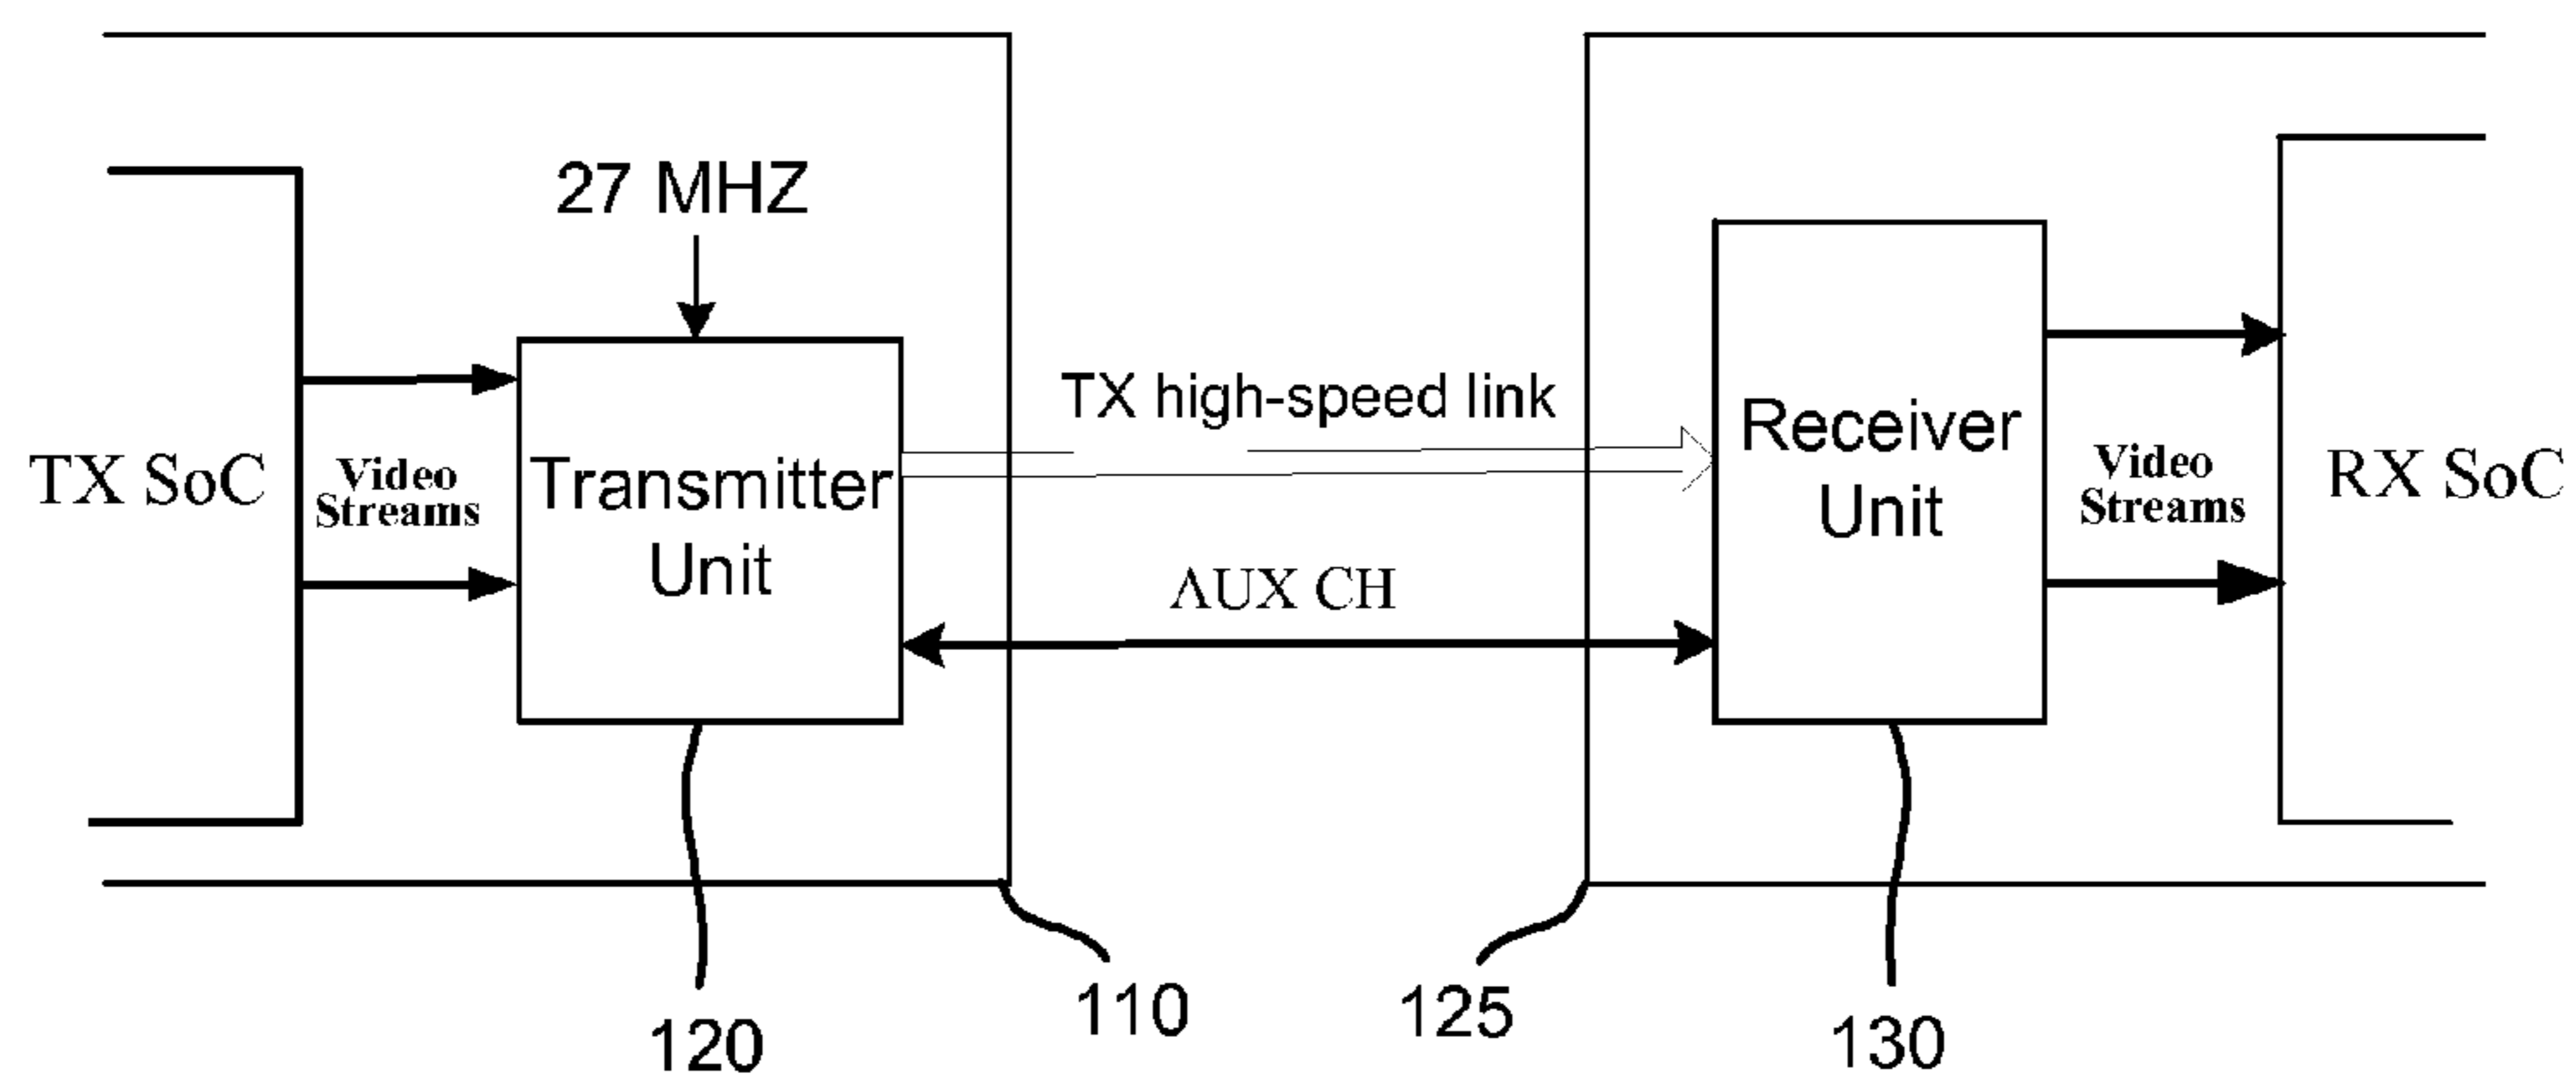 27 MHZ
TX high-speed link
TX SoC
Video
Streams
Transmitter
Unit
AUX CH
Receiver
Unit
Video
Streams
RX SoC
120
110
125
130